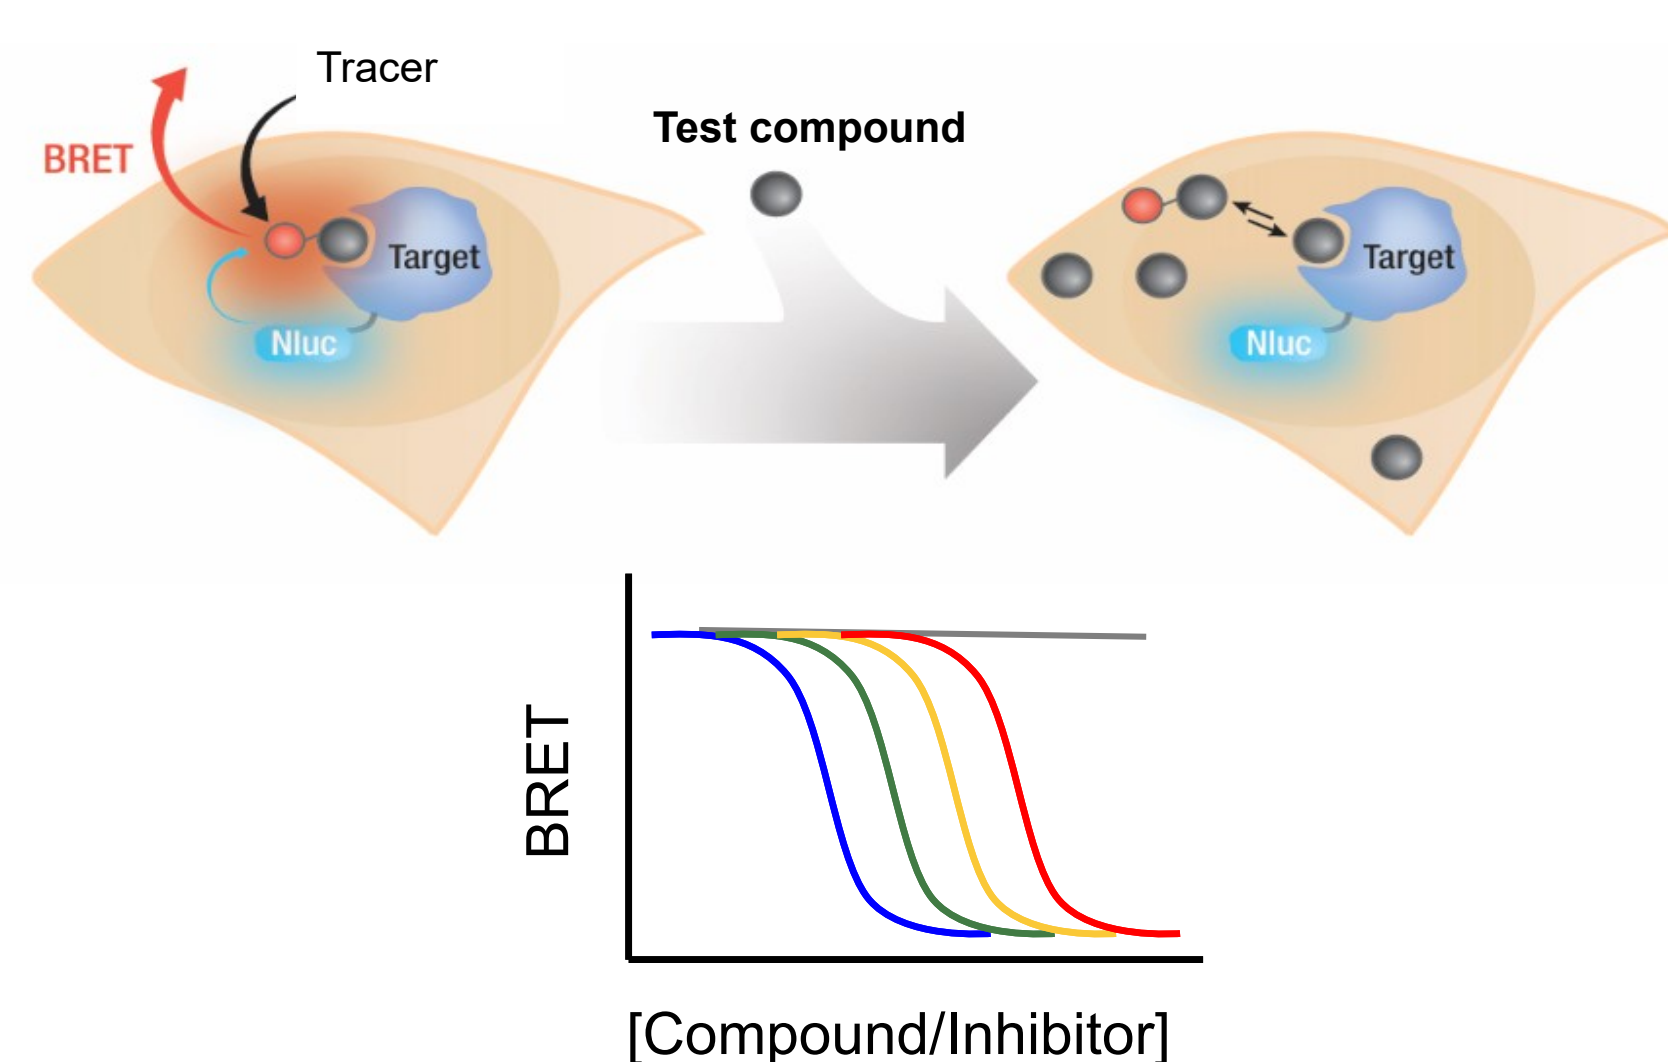 Tracer
BRET
Test compound
Target
Nluc
Target
Nluc
BRET
[Compound/Inhibitor]